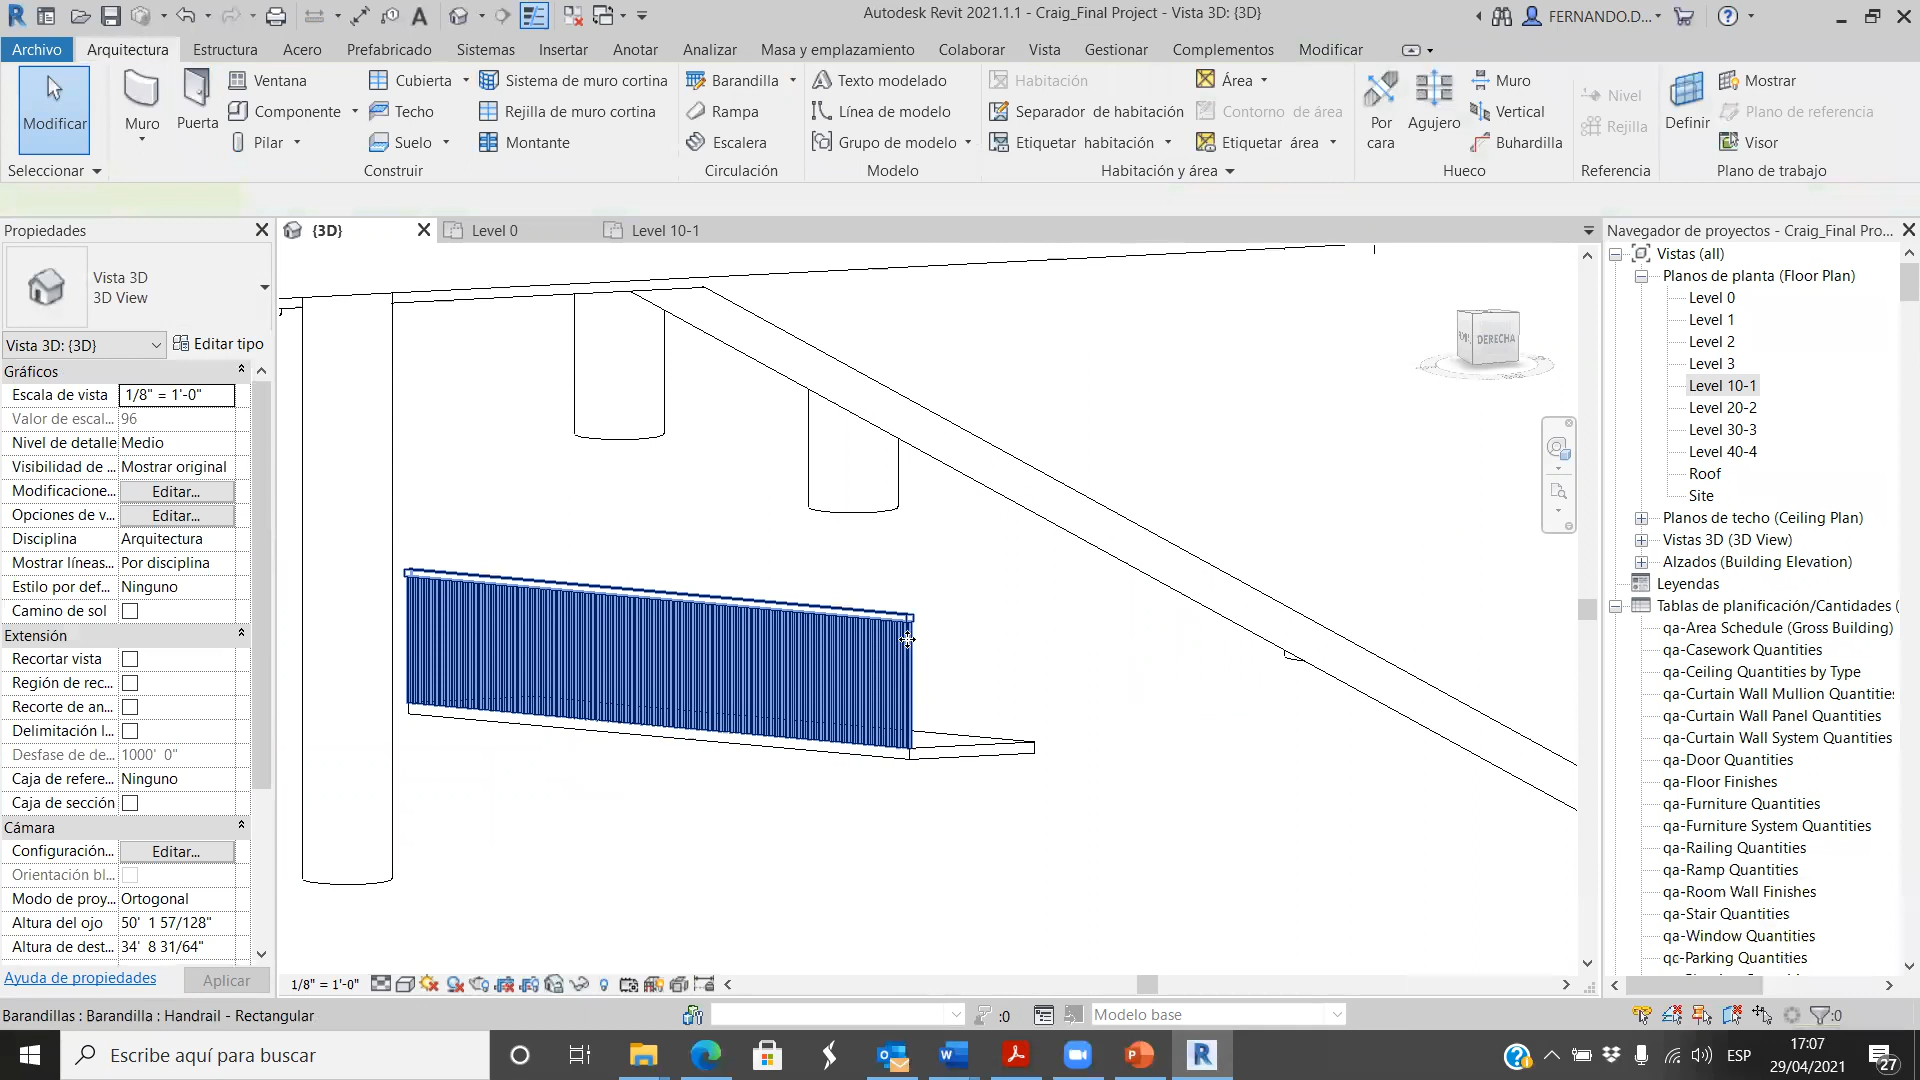 Autodesk Revit 2021.1.1 - Craig_Final Project - Vista 3D: {3D}
FERNANDO.D...
Archivo Arquitectura Estructura Acero Prefabricado Sistemas Insertar Anotar Analizar Masa y emplazamiento Colaborar Vista Gestionar Complementos Modificar
Modificar
Muro
Puerta
Ventana
Componente
Pilar
Cubierta
Techo
Suelo
Sistema de muro cortina
Rejilla de muro cortina
Montante
Barandilla
Rampa
Escalera
Texto modelado
Línea de modelo
Grupo de modelo
Habitación
Separador de habitación
Etiquetar habitación
Área
Contorno de área
Etiquetar área
Por cara
Agujero
Muro
Vertical
Buhardilla
Nivel
Rejilla
Definir
Mostrar
Plano de referencia
Visor
Seleccionar Construir Circulación Modelo Habitación y área Hueco Referencia Plano de trabajo
Propiedades
{3D} Level 0 Level 10-1
Navegador de proyectos - Craig_Final Pro...
Vista 3D
3D View
Vista 3D: {3D} Editar tipo
Gráficos
Escala de vista 1/8" = 1'-0"
Valor de escal... 96
Nivel de detalle Medio
Visibilidad de ... Mostrar original
Modificacione... Editar...
Opciones de v... Editar...
Disciplina Arquitectura
Mostrar líneas... Por disciplina
Estilo por def... Ninguno
Camino de sol
Extensión
Recortar vista
Región de rec...
Recorte de an...
Delimitación l...
Desfase de de... 1000' 0"
Caja de refere... Ninguno
Caja de sección
Cámara
Configuración... Editar...
Orientación bl...
Modo de proy... Ortogonal
Altura del ojo 50' 1 57/128"
Altura de dest... 34' 8 31/64"
Ayuda de propiedades Aplicar
DERECHA
Vistas (all)
Planos de planta (Floor Plan)
Level 0
Level 1
Level 2
Level 3
Level 10-1
Level 20-2
Level 30-3
Level 40-4
Roof
Site
Planos de techo (Ceiling Plan)
Vistas 3D (3D View)
Alzados (Building Elevation)
Leyendas
Tablas de planificación/Cantidades (
qa-Area Schedule (Gross Building)
qa-Casework Quantities
qa-Ceiling Quantities by Type
qa-Curtain Wall Mullion Quantities
qa-Curtain Wall Panel Quantities
qa-Curtain Wall System Quantities
qa-Door Quantities
qa-Floor Finishes
qa-Furniture Quantities
qa-Furniture System Quantities
qa-Railing Quantities
qa-Ramp Quantities
qa-Room Wall Finishes
qa-Stair Quantities
qa-Window Quantities
qc-Parking Quantities
1/8" = 1'-0"
Barandillas : Barandilla : Handrail - Rectangular
:0
Modelo base
:0
Escribe aquí para buscar
ESP
17:07
29/04/2021
27